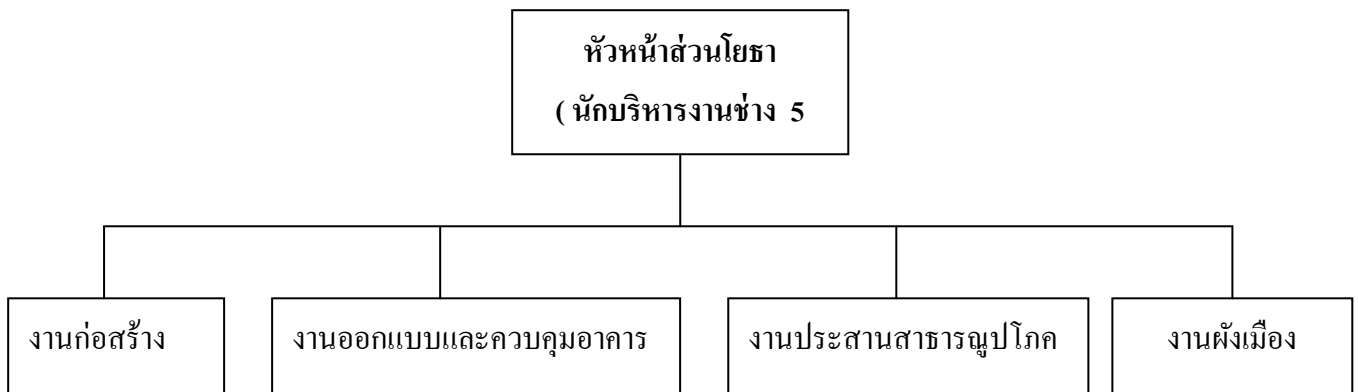 หัวหน้าส่วนโยธา
( นักบริหารงานช่าง 5
งานก่อสร้าง
งานออกแบบและควบคุมอาคาร
งานประสานสาธารณูปโภค
งานผังเมือง